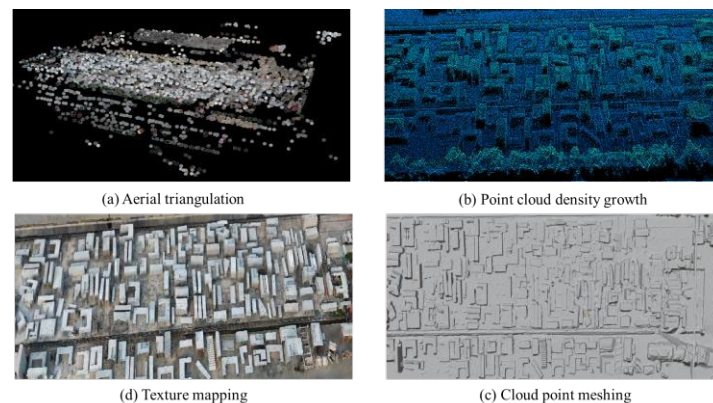 (a) Aerial triangulation
(b) Point cloud density growth
(d) Texture mapping
(c) Cloud point meshing